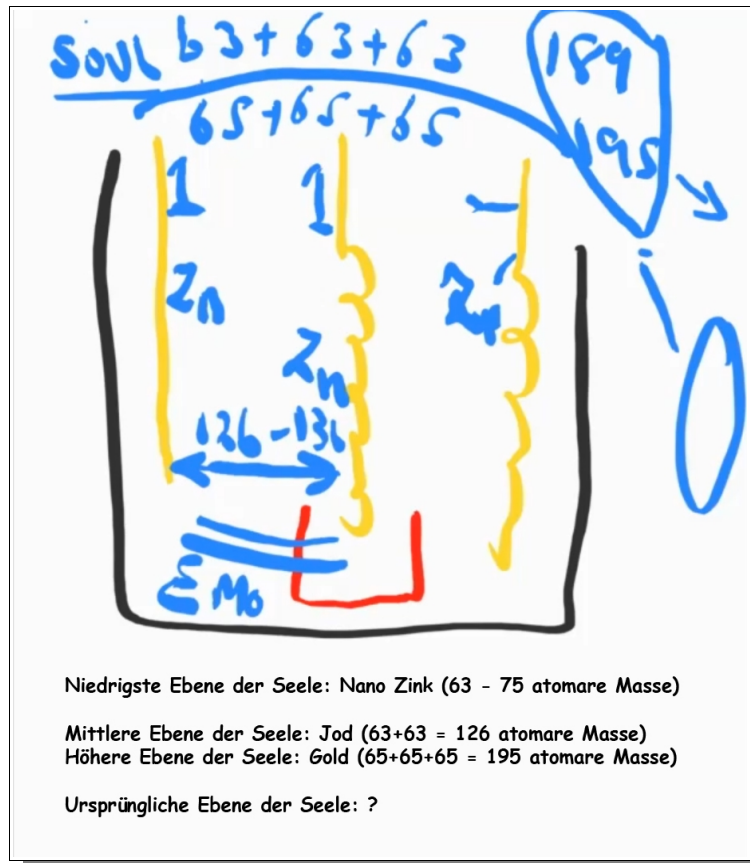 Soul 63+63+63
65+65+65
189
195
1
1
1
Zn
Zn
Zn
126-136
EMo
Niedrigste Ebene der Seele: Nano Zink (63 - 75 atomare Masse)
Mittlere Ebene der Seele: Jod (63+63 = 126 atomare Masse)
Höhere Ebene der Seele: Gold (65+65+65 = 195 atomare Masse)
Ursprüngliche Ebene der Seele: ?